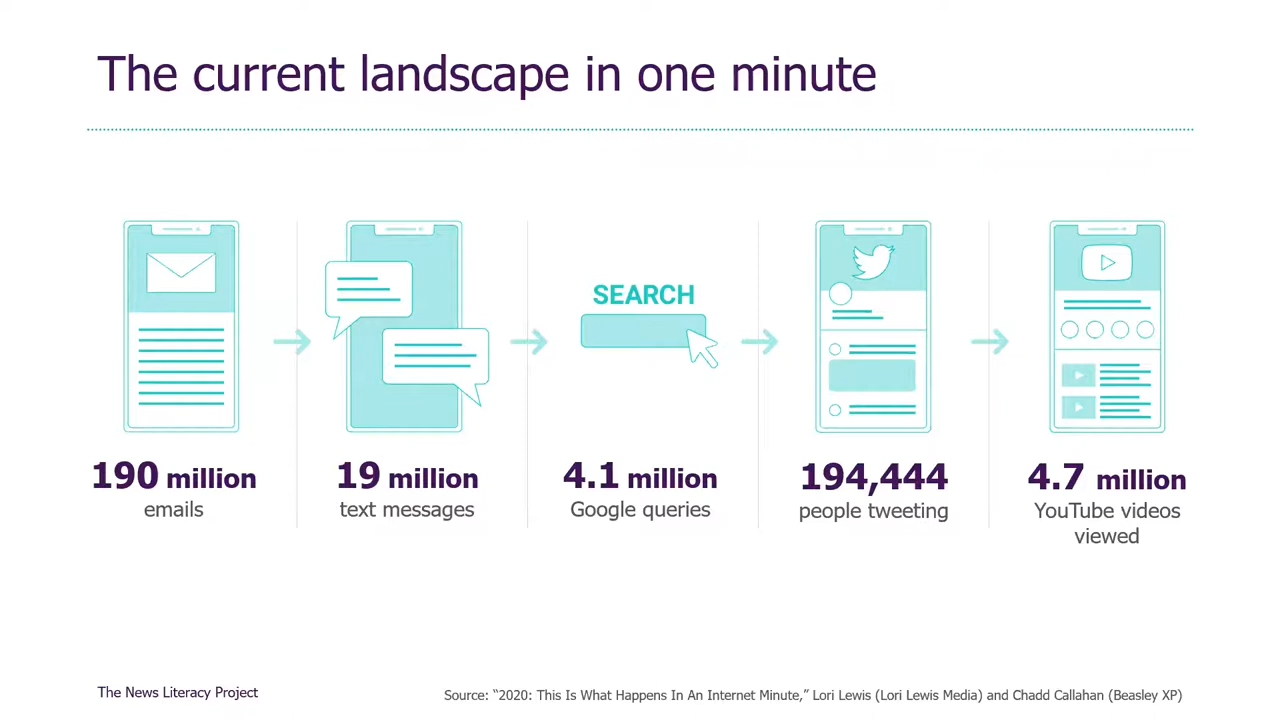 The current landscape in one minute
SEARCH
190 million
emails
19 million
text messages
4.1 million
Google queries
194,444
people tweeting
4.7 million
YouTube videos
viewed
The News Literacy Project
Source: “2020: This Is What Happens In An Internet Minute,” Lori Lewis (Lori Lewis Media) and Chadd Callahan (Beasley XP)